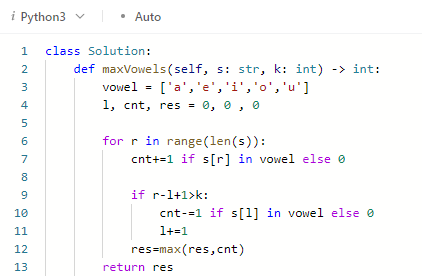 i Python3 • Auto
1 class Solution:
2     def maxVowels(self, s: str, k: int) -> int:
3         vowel = ['a','e','i','o','u']
4         l, cnt, res = 0, 0 , 0
5
6         for r in range(len(s)):
7             cnt+=1 if s[r] in vowel else 0
8
9             if r-l+1>k:
10                 cnt-=1 if s[l] in vowel else 0
11                 l+=1
12             res=max(res,cnt)
13         return res